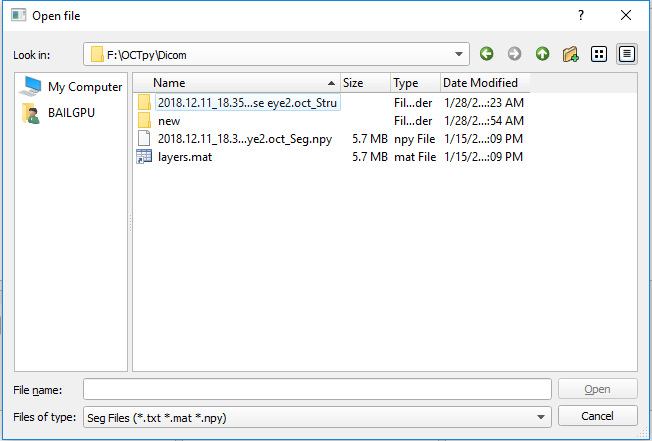 Open file
Look in: F:\OCTpy\Dicom
My Computer
BAILGPU
Name Size Type Date Modified
2018.12.11_18.35...se eye2.oct_Stru Fil...der 1/28/2...:23 AM
new Fil...der 1/28/2...:54 AM
2018.12.11_18.3...ye2.oct_Seg.npy 5.7 MB npy File 1/15/2...:09 PM
layers.mat 5.7 MB mat File 1/15/2...:09 PM
File name: Open
Files of type: Seg Files (*.txt *.mat *.npy) Cancel